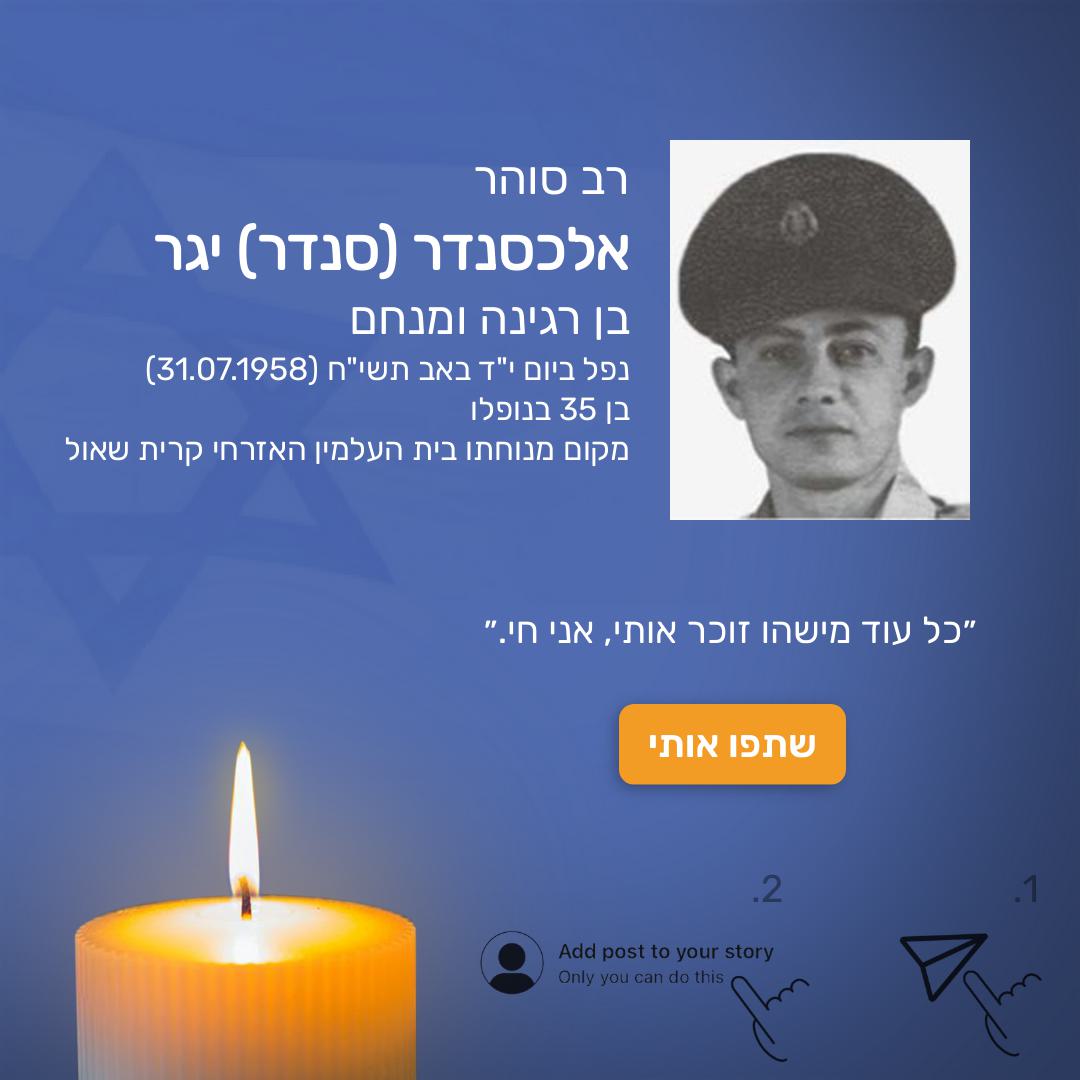 רב סוהר
אלכסנדר (סנדר) יגר
בן רגינה ומנחם
נפל ביום י"ד באב תשי"ח (31.07.1958)
בן 35 בנופלו
מקום מנוחתו בית העלמין האזרחי קרית שאול
״כל עוד מישהו זוכר אותי, אני חי.״
שתפו אותי
1.
2.
Add post to your story
Only you can do this